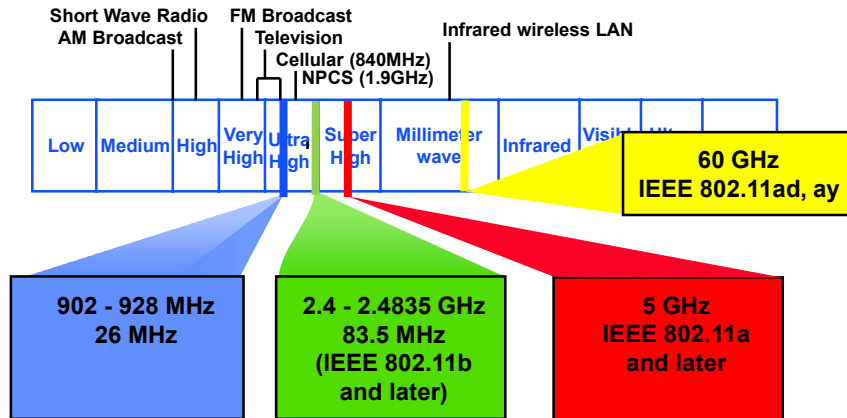 Short Wave Radio
AM Broadcast
FM Broadcast
Television
Cellular (840MHz)
NPCS (1.9GHz)
Infrared wireless LAN
Low
Medium
High
Very
High
Ultra
High
Super
High
Millimeter
wave
Infrared
60 GHz
IEEE 802.11ad, ay
902 - 928 MHz
26 MHz
2.4 - 2.4835 GHz
83.5 MHz
(IEEE 802.11b
and later)
5 GHz
IEEE 802.11a
and later